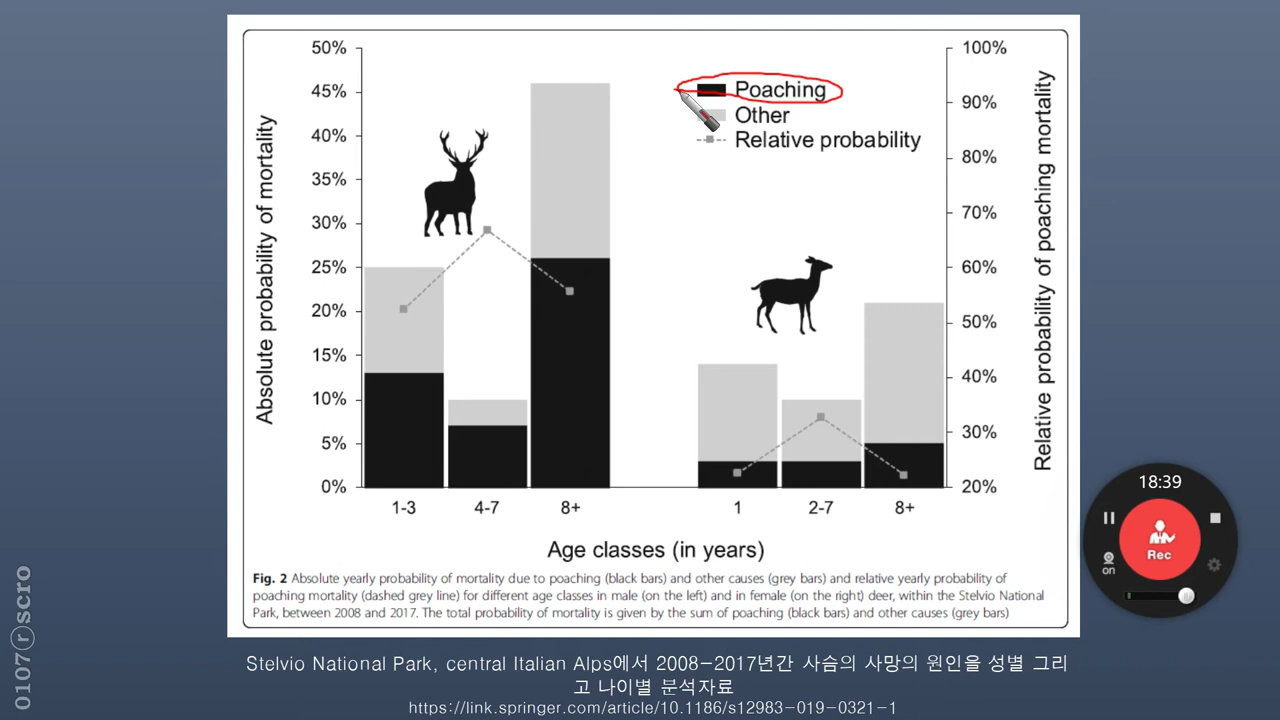 50%
45%
40%
35%
30%
25%
20%
15%
10%
5%
0%
Absolute probability of mortality
Poaching
Other
Relative probability
100%
90%
80%
70%
60%
50%
40%
30%
20%
Relative probability of poaching mortality
1-3 4-7 8+ 1 2-7 8+
Age classes (in years)
Fig. 2 Absolute yearly probability of mortality due to poaching (black bars) and other causes (grey bars) and relative yearly probability of
poaching mortality (dashed grey line) for different age classes in male (on the left) and in female (on the right) deer, within the Stelvio National
Park, between 2008 and 2017. The total probability of mortality is given by the sum of poaching (black bars) and other causes (grey bars)
Stelvio National Park, central Italian Alps에서 2008-2017년간 사슴의 사망의 원인을 성별 그리
고 나이별 분석자료
https://link.springer.com/article/10.1186/s12983-019-0321-1
18:39
Rec
on
0107ⓡscro